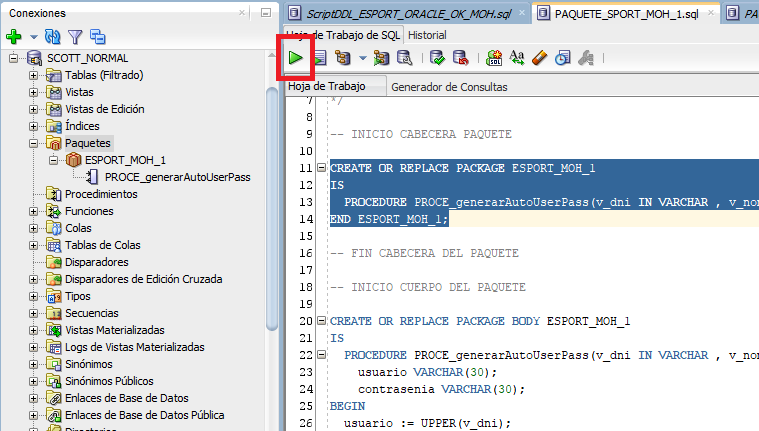 Conexiones
SCOTT_NORMAL
Tablas (Filtrado)
Vistas
Vistas de Edición
Índices
Paquetes
ESPORT_MOH_1
PROCE_generarAutoUserPass
Procedimientos
Funciones
Colas
Tablas de Colas
Disparadores
Disparadores de Edición Cruzada
Tipos
Secuencias
Vistas Materializadas
Logs de Vistas Materializadas
Sinónimos
Sinónimos Públicos
Enlaces de Base de Datos
Enlaces de Base de Datos Pública
Directorios
ScriptDDL_ESPORT_ORACLE_OK_MOH.sql
PAQUETE_SPORT_MOH_1.sql
PA
Hoja de Trabajo de SQL Historial
Hoja de Trabajo Generador de Consultas
7 */
8
9 -- INICIO CABECERA PAQUETE
10
11 CREATE OR REPLACE PACKAGE ESPORT_MOH_1
12 IS
13 PROCEDURE PROCE_generarAutoUserPass(v_dni IN VARCHAR , v_nom
14 END ESPORT_MOH_1;
15
16 -- FIN CABECERA DEL PAQUETE
17
18 -- INICIO CUERPO DEL PAQUETE
19
20 CREATE OR REPLACE PACKAGE BODY ESPORT_MOH_1
21 IS
22 PROCEDURE PROCE_generarAutoUserPass(v_dni IN VARCHAR , v_nom
23 usuario VARCHAR(30);
24 contrasenia VARCHAR(30);
25 BEGIN
26 usuario := UPPER(v_dni);